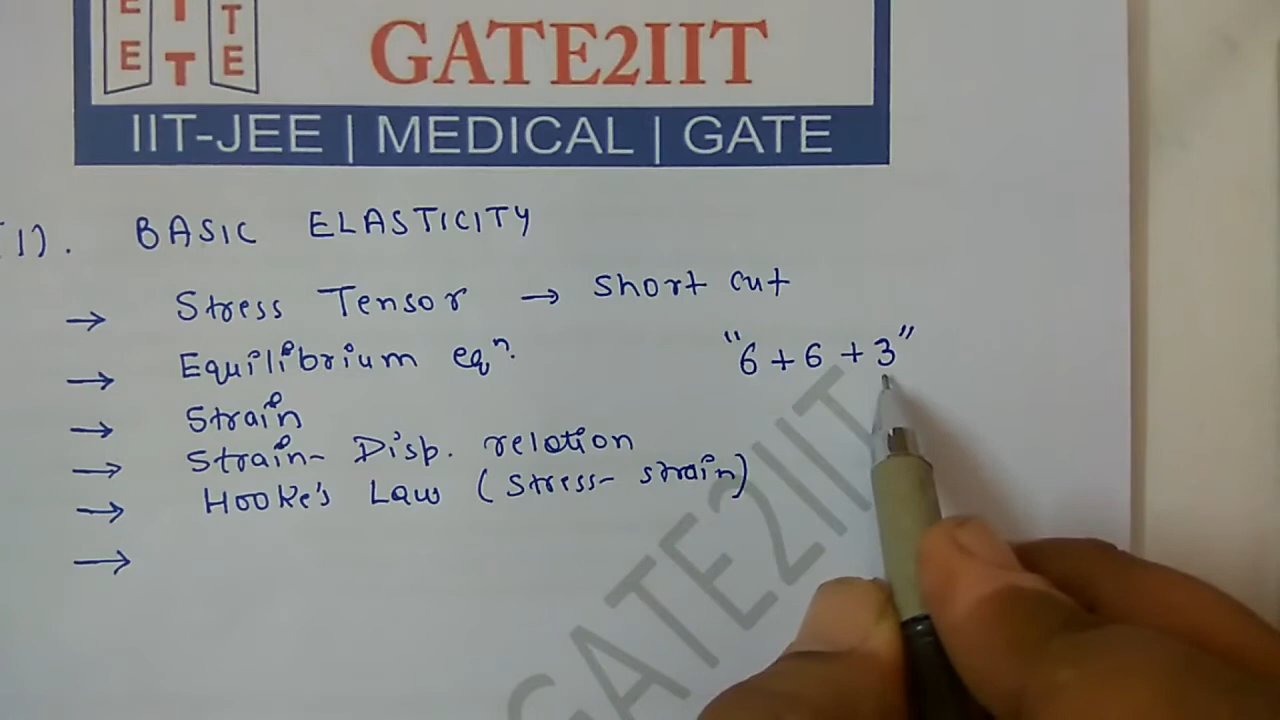 E T T
E T E
GATE2IIT
IIT-JEE | MEDICAL | GATE
(1). BASIC ELASTICITY
→ Stress Tensor → Short cut
→ Equilibrium eqⁿ. "6+6+3"
→ Strain
→ Strain- Disp. relation
→ Hooke's Law (Stress- strain)
→
GATE2IIT